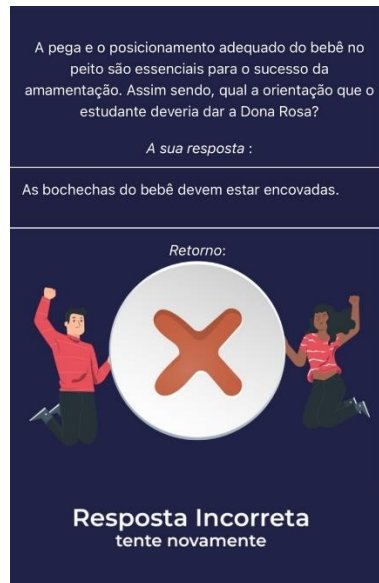 A pega e o posicionamento adequado do bebê no
peito são essenciais para o sucesso da
amamentação. Assim sendo, qual a orientação que o
estudante deveria dar a Dona Rosa?
A sua resposta :
As bochechas do bebê devem estar encovadas.
Retorno:
Resposta Incorreta
tente novamente